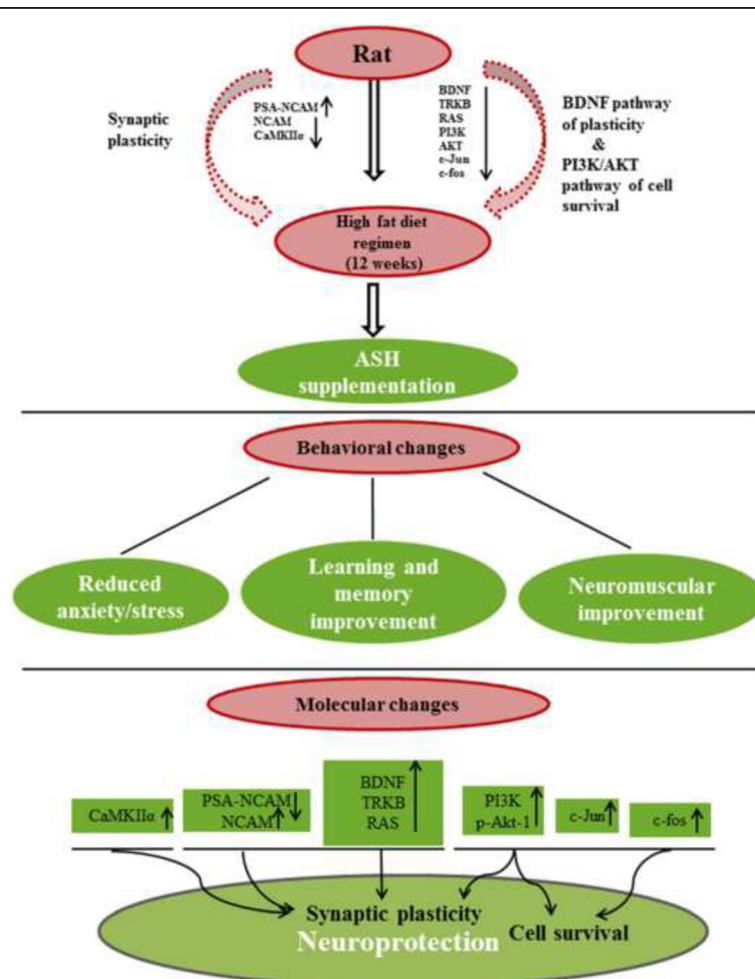 Rat
Synaptic
plasticity
PSA-NCAM ↑
NCAM
CaMKIIα ↓
BDNF
TRKB
RAS
PI3K
AKT
c-Jun
c-fos
BDNF pathway
of plasticity
&
PI3K/AKT
pathway of cell
survival
High fat diet
regimen
(12 weeks)
ASH
supplementation
Behavioral changes
Reduced
anxiety/stress
Learning and
memory
improvement
Neuromuscular
improvement
Molecular changes
CaMKIIα
PSA-NCAM
NCAM
BDNF
TRKB
RAS
PI3K
p-Akt-1
c-Jun
c-fos
Synaptic plasticity
Neuroprotection
Cell survival